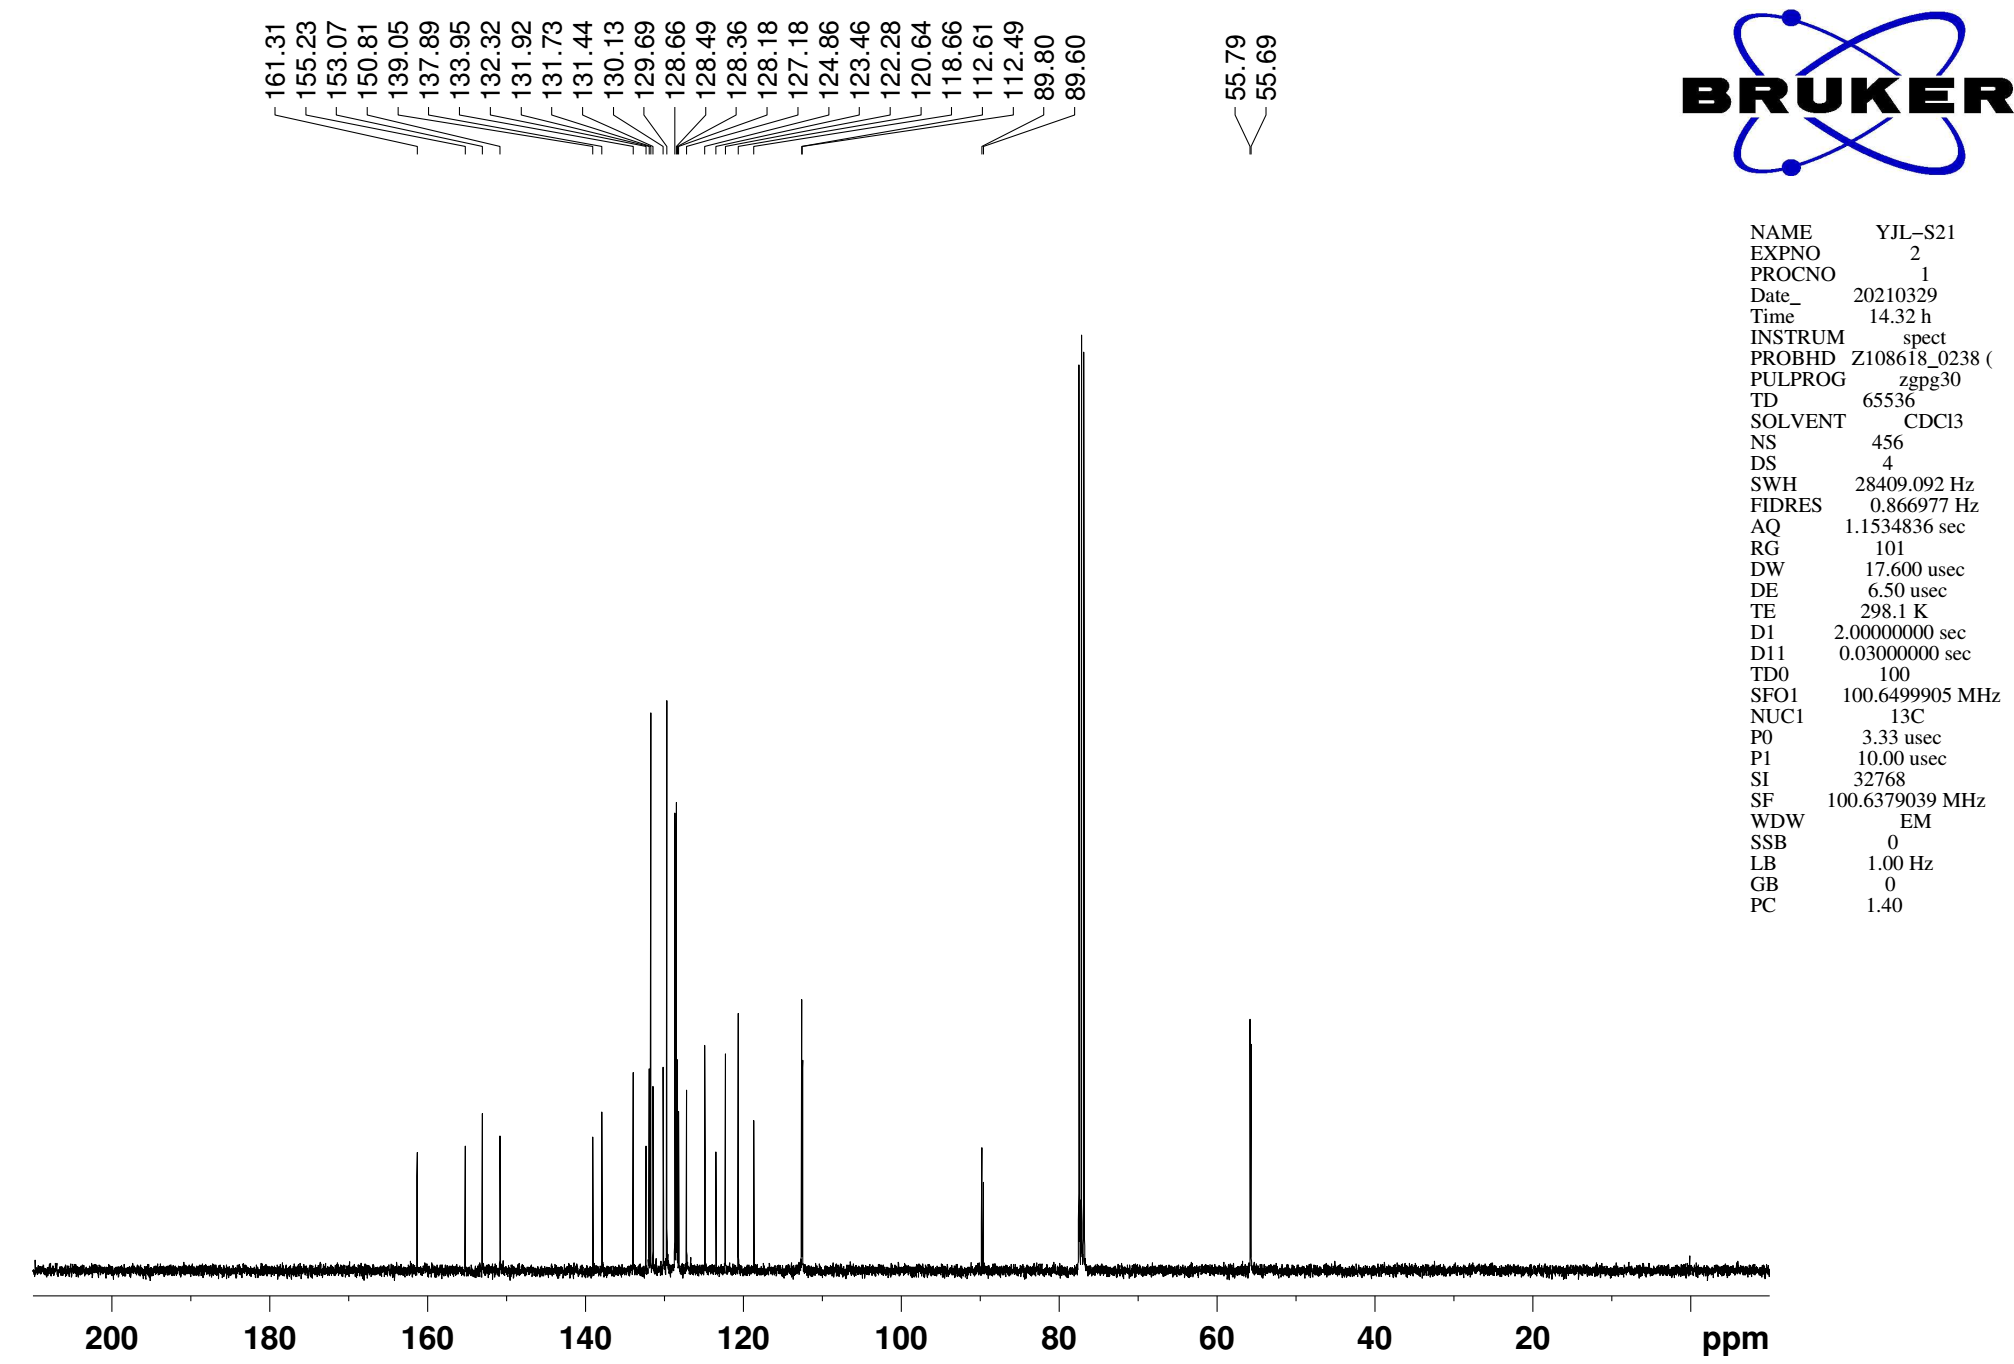 161.31
155.23
153.07
150.81
139.05
137.89
133.95
132.32
131.92
131.73
131.44
130.13
129.69
128.66
128.49
128.36
128.18
127.18
124.86
123.46
122.28
120.64
118.66
112.61
112.49
89.80
89.60
55.79
55.69
BRUKER
NAME YJL−S21
EXPNO 2
PROCNO 1
Date_ 20210329
Time 14.32 h
INSTRUM spect
PROBHD Z108618_0238 (
PULPROG zgpg30
TD 65536
SOLVENT CDCl3
NS 456
DS 4
SWH 28409.092 Hz
FIDRES 0.866977 Hz
AQ 1.1534836 sec
RG 101
DW 17.600 usec
DE 6.50 usec
TE 298.1 K
D1 2.00000000 sec
D11 0.03000000 sec
TD0 100
SFO1 100.6499905 MHz
NUC1 13C
P0 3.33 usec
P1 10.00 usec
SI 32768
SF 100.6379039 MHz
WDW EM
SSB 0
LB 1.00 Hz
GB 0
PC 1.40
200 180 160 140 120 100 80 60 40 20 ppm